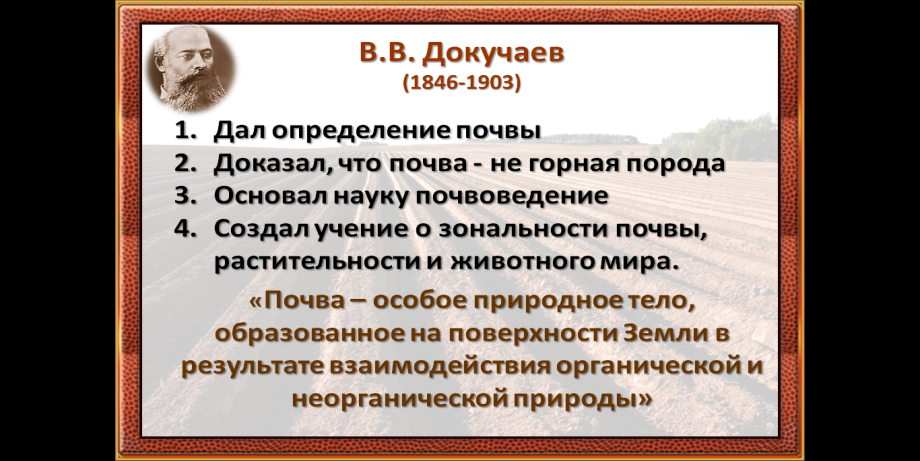 В.В. Докучаев
(1846-1903)
1. Дал определение почвы
2. Доказал, что почва - не горная порода
3. Основал науку почвоведение
4. Создал учение о зональности почвы,
растительности и животного мира.
«Почва – особое природное тело,
образованное на поверхности Земли в
результате взаимодействия органической и
неорганической природы»